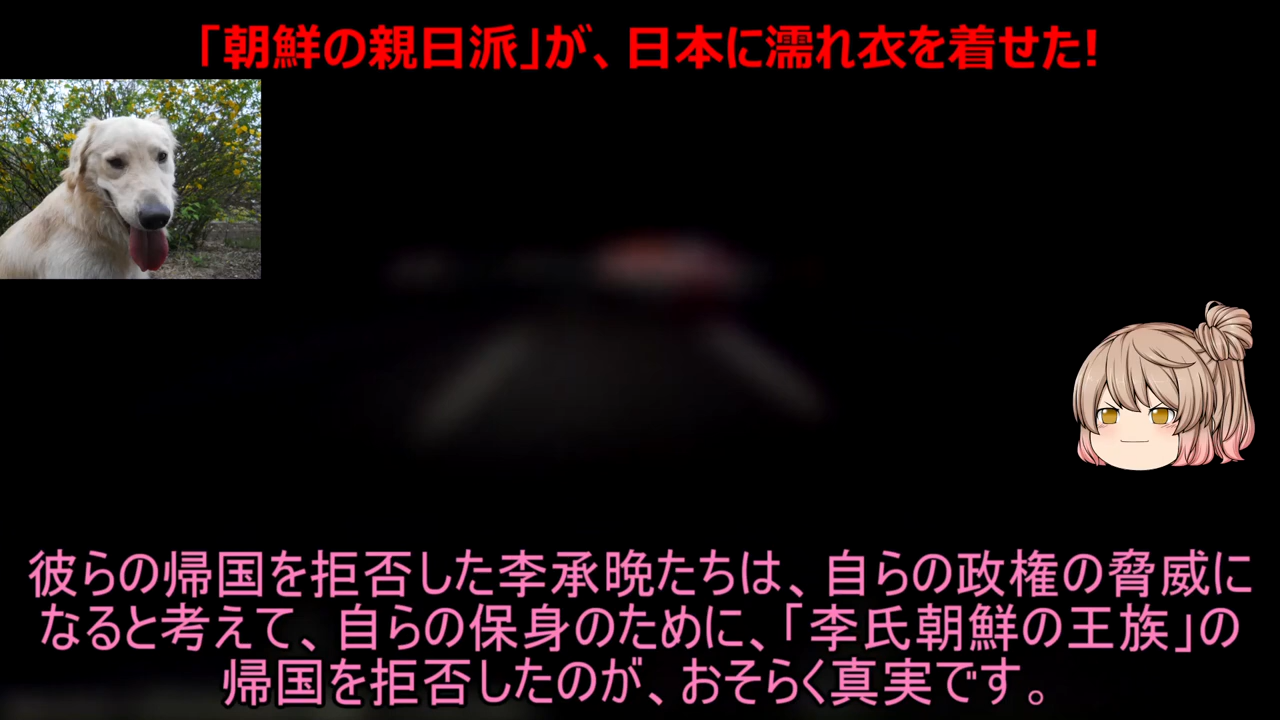 「朝鮮の親日派」が、日本に濡れ衣を着せた!
彼らの帰国を拒否した李承晩たちは、自らの政権の脅威に
なると考えて、自らの保身のために、「李氏朝鮮の王族」の
帰国を拒否したのが、おそらく真実です。